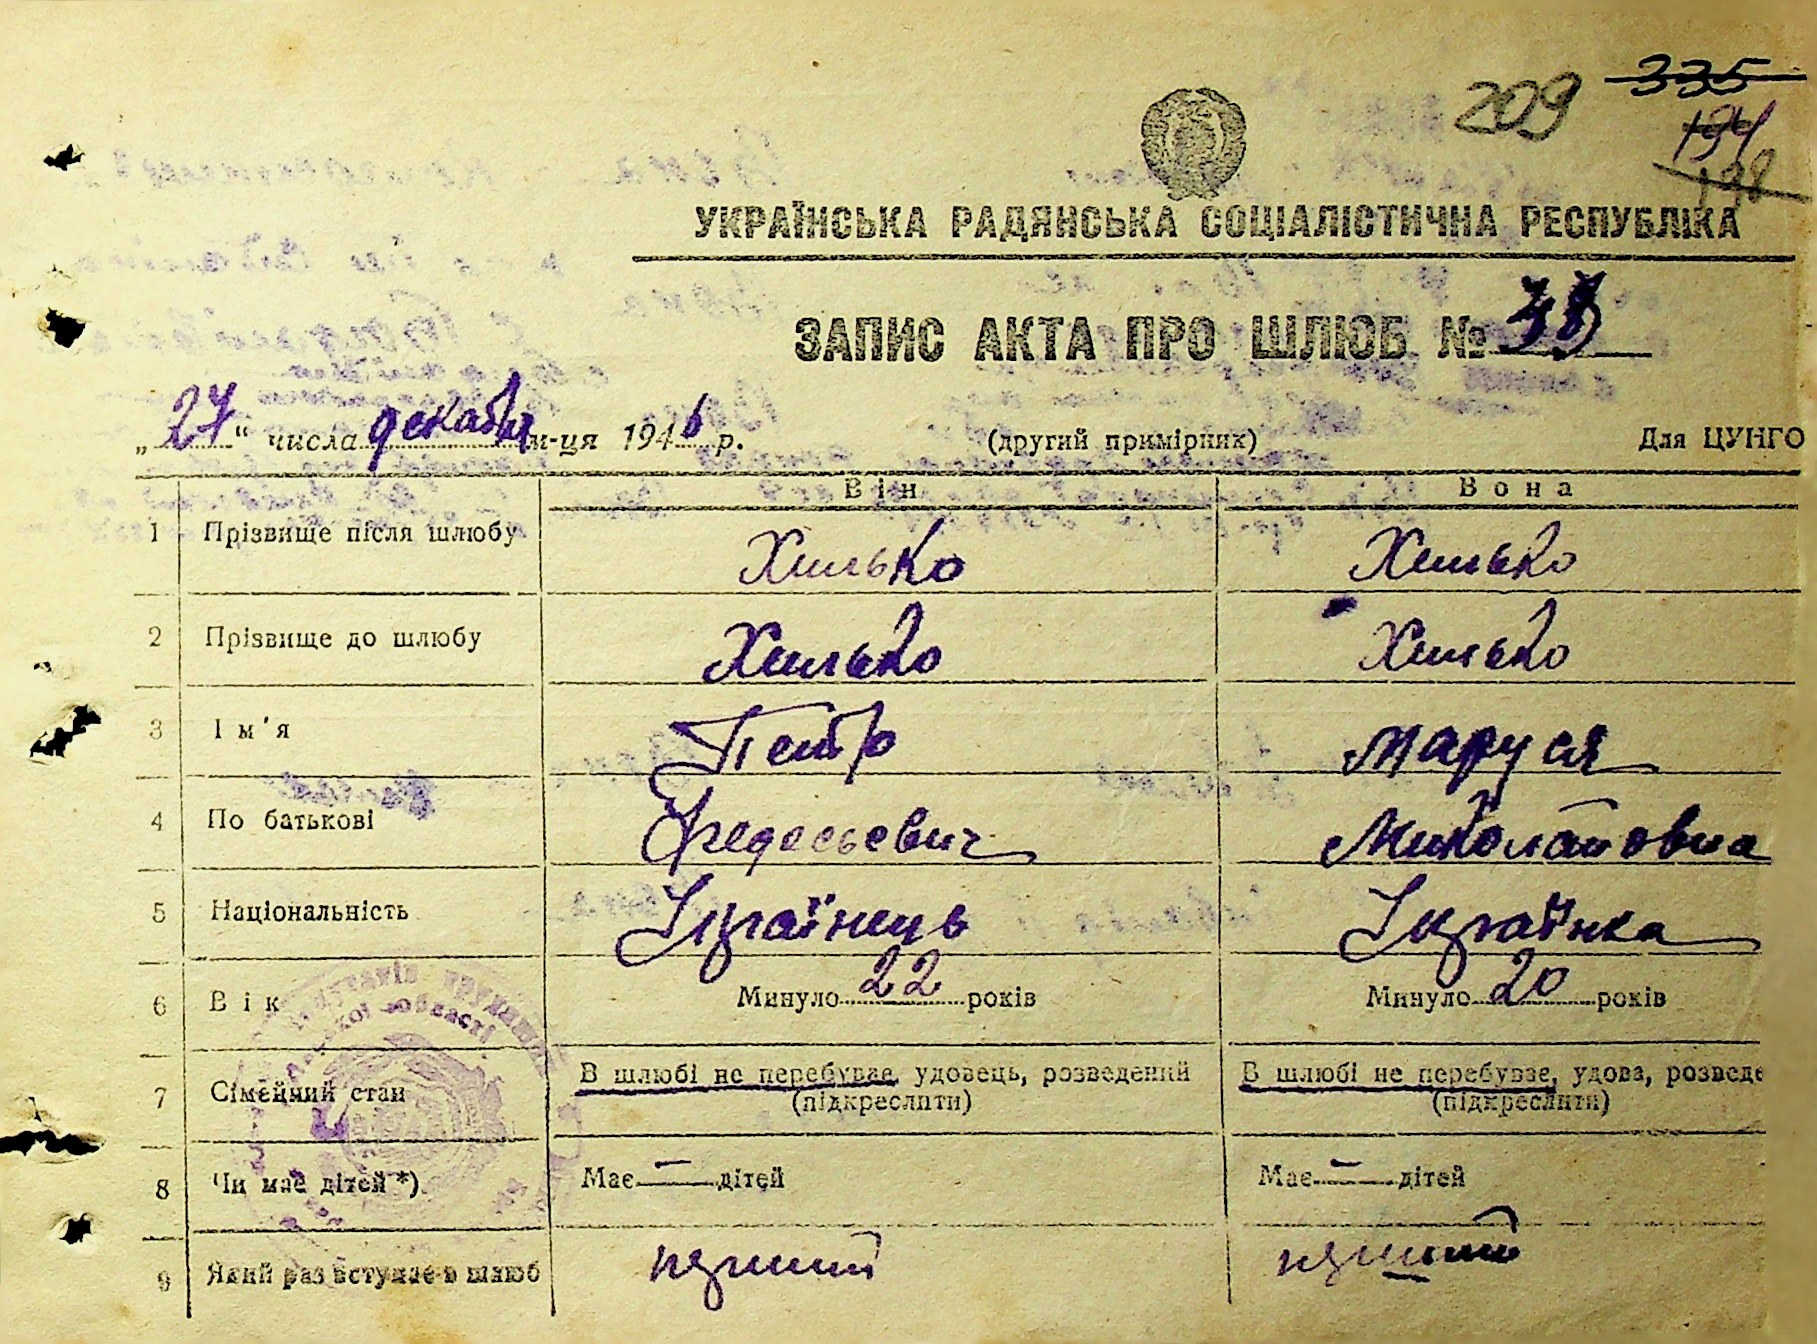 209 335
194
198
УКРАЇНСЬКА РАДЯНСЬКА СОЦІАЛІСТИЧНА РЕСПУБЛІКА
ЗАПИС АКТА ПРО ШЛЮБ №
„27“ числа декабря м-ця 1946 р. (другий примірник) Для ЦУНГО
Він Вона
1 Прізвище після шлюбу Хилько Хилько
2 Прізвище до шлюбу Хилько Хилько
3 Ім'я Петро Маруся
4 По батькові Федосьевич Миколаївна
5 Національність Українець Українка
6 Вік Минуло 22 років Минуло 20 років
7 Сімейний стан В шлюбі не перебуває, удовець, розведений В шлюбі не перебуває, удова, розведе
(підкреслити) (підкреслити)
8 Чи має дітей*) Має — дітей Має — дітей
9 Який раз вступає в шлюб перший перший